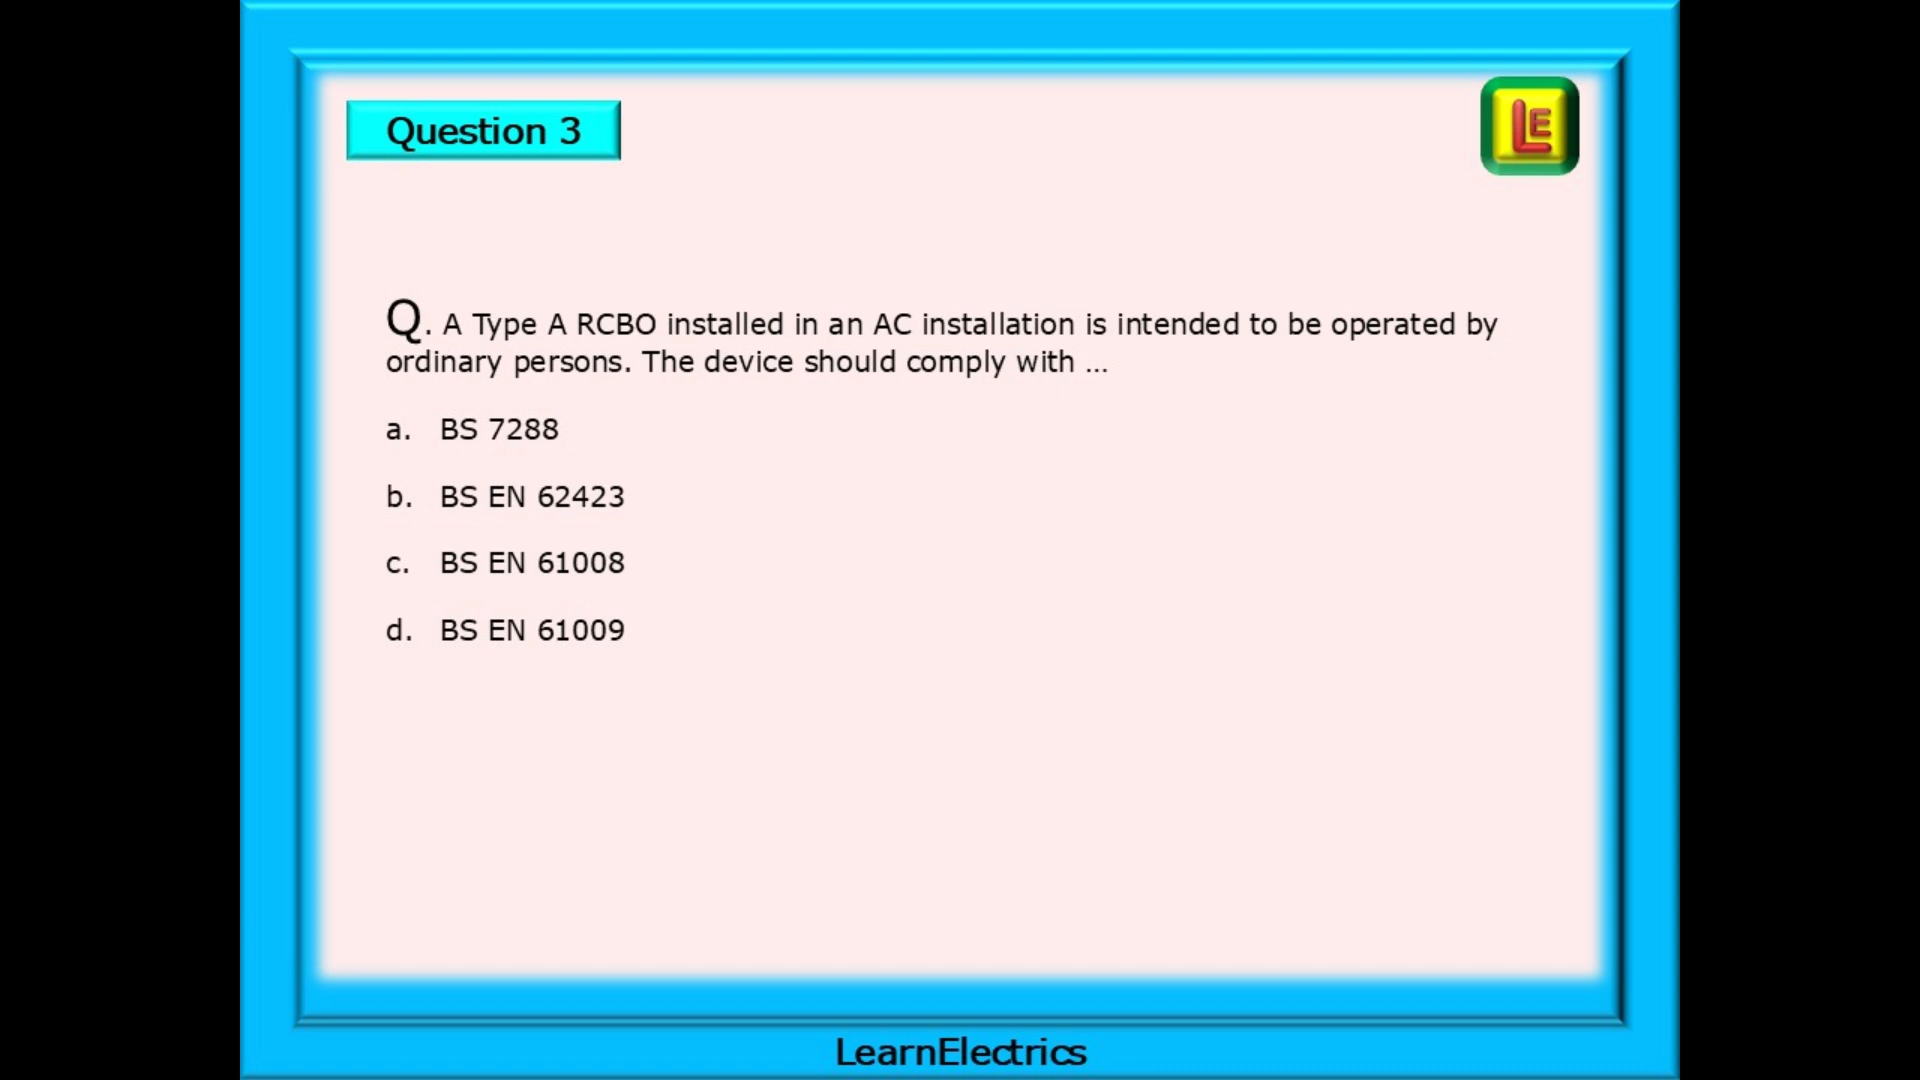 Question 3
LE
Q. A Type A RCBO installed in an AC installation is intended to be operated by
ordinary persons. The device should comply with ...
a. BS 7288
b. BS EN 62423
c. BS EN 61008
d. BS EN 61009
LearnElectrics